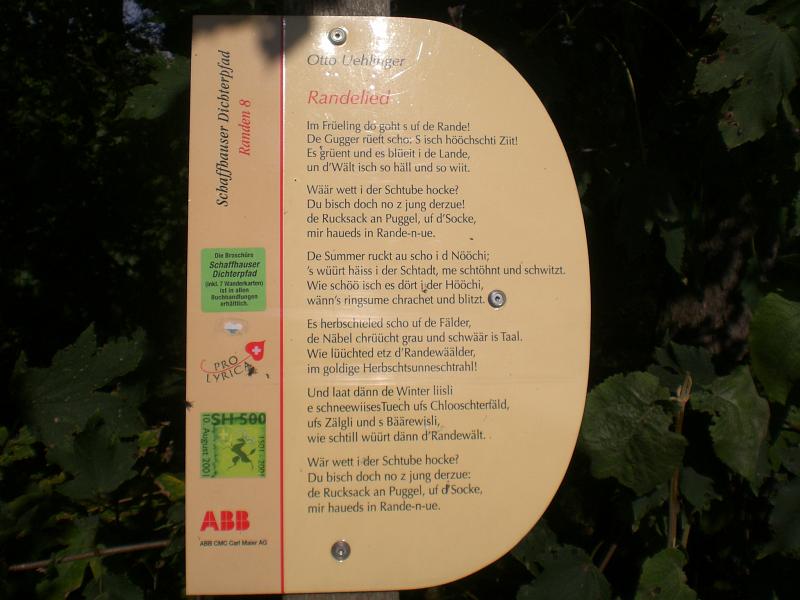 Schaffhauser Dichterpfad
Randen 8
Die Broschüre
Schaffhauser
Dichterpfad
(inkl. 7 Wanderkarten)
ist in allen
Buchhandlungen
erhältlich.
PRO
LYRICA
SH-500
10. August 2001
1501-2001
ABB
ABB CMC Carl Maier AG
Otto Uehlinger
Randelied
Im Früeling do goht s uf de Rande!
De Gugger rüeft scho: S isch hööchschti Ziit!
Es grüent und es blüeit i de Lande,
un d'Wält isch so häll und so wiit.
Wäär wett i der Schtube hocke?
Du bisch doch no z jung derzue!
de Rucksack an Puggel, uf d'Socke,
mir haueds in Rande-n-ue.
De Summer ruckt au scho i d Nööchi;
's wüürt häiss i der Schtadt, me schtöhnt und schwitzt.
Wie schöö isch es dört i der Hööchi,
wänn's ringsume chrachet und blitzt.
Es herbschteled scho uf de Fälder,
de Näbel chrüücht grau und schwäär is Taal.
Wie lüüchted etz d'Randewäälder,
im goldige Herbschtsunneschtrahl!
Und laat dänn de Winter liisli
e schneewiisesTuech ufs Chlooschterfäld,
ufs Zälgli und s Bäärewisli,
wie schtill wüürt dänn d'Randewält.
Wär wett i der Schtube hocke?
Du bisch doch no z jung derzue:
de Rucksack an Puggel, uf d'Socke,
mir haueds in Rande-n-ue.